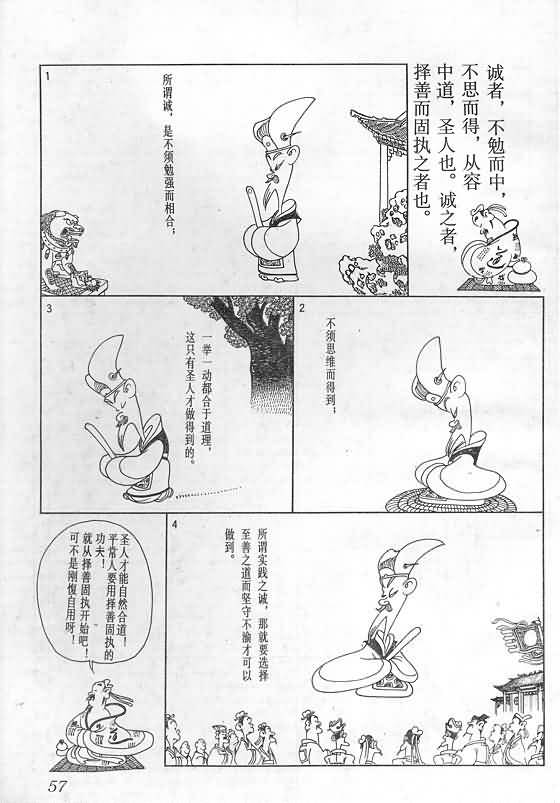 诚者，不勉而中，
不思而得，从容
中道，圣人也。诚之者，
择善而固执之者也。
1
所谓诚，是不须勉强而相合；
2
不须思维而得到；
3
一举一动都合于道理，
这只有圣人才做得到的。
4
所谓实践之诚，那就要选择
至善之道而坚守不渝才可以
做到。
圣人才能自然合道！
平常人要用择善固执的
功夫！
就从择善固执开始吧！
可不是刚愎自用呀！
57